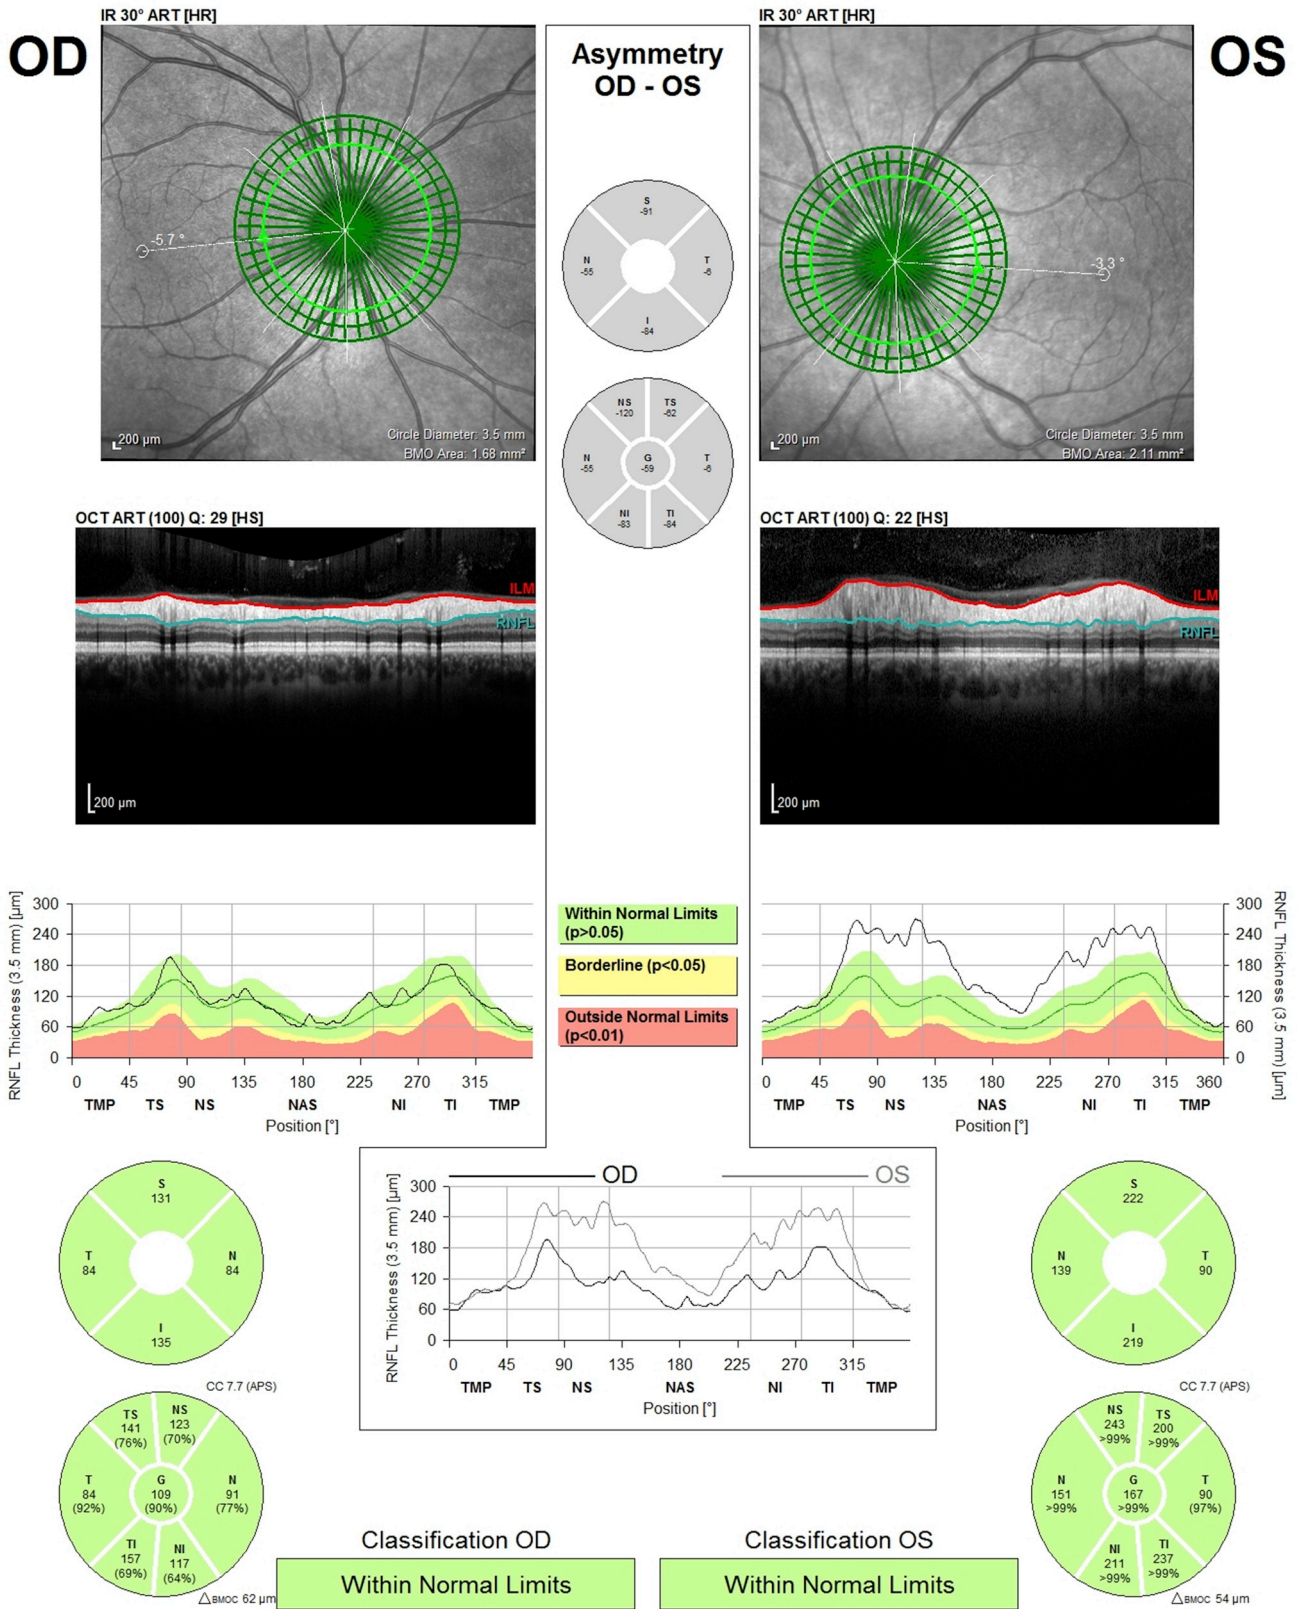 IR 30° ART [HR]
OD
-5.7 °
200 µm
Circle Diameter: 3.5 mm
BMO Area: 1.68 mm²
Asymmetry
OD - OS
S
-91
N
-55
T
-6
I
-84
NS
-120
TS
-62
N
-55
G
-59
T
-6
NI
-83
TI
-84
IR 30° ART [HR]
OS
-3.3 °
200 µm
Circle Diameter: 3.5 mm
BMO Area: 2.11 mm²
OCT ART (100) Q: 29 [HS]
ILM
RNFL
200 µm
OCT ART (100) Q: 22 [HS]
ILM
RNFL
200 µm
RNFL Thickness (3.5 mm) [µm]
300
240
180
120
60
0
0 45 90 135 180 225 270 315
TMP TS NS NAS NI TI TMP
Position [°]
Within Normal Limits
(p>0.05)
Borderline (p<0.05)
Outside Normal Limits
(p<0.01)
300
240
180
120
60
0
RNFL Thickness (3.5 mm) [µm]
0 45 90 135 180 225 270 315 360
TMP TS NS NAS NI TI TMP
Position [°]
S
131
T
84
N
84
I
135
OD
OS
RNFL Thickness (3.5 mm) [µm]
300
240
180
120
60
0
0 45 90 135 180 225 270 315
TMP TS NS NAS NI TI TMP
Position [°]
S
222
N
139
T
90
I
219
CC 7.7 (APS)
TS
141
(76%)
NS
123
(70%)
T
84
(92%)
G
109
(90%)
N
91
(77%)
TI
157
(69%)
NI
117
(64%)
△BMOC 62 µm
Classification OD
Within Normal Limits
Classification OS
Within Normal Limits
CC 7.7 (APS)
NS
243
>99%
TS
200
>99%
N
151
>99%
G
167
>99%
T
90
(97%)
NI
211
>99%
TI
237
>99%
△BMOC 54 µm